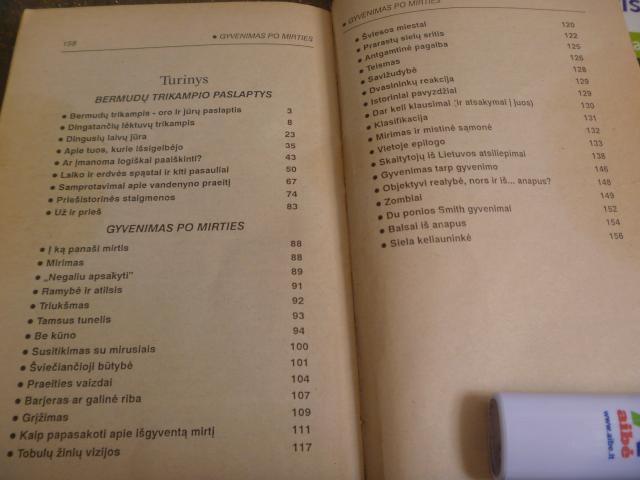 158 ● GYVENIMAS PO MIRTIES
Turinys
BERMUDŲ TRIKAMPIO PASLAPTYS
● Bermudų trikampis - oro ir jūrų paslaptis 3
● Dingstančių lėktuvų trikampis 8
● Dingusių laivų jūra 23
● Apie tuos, kurie išsigelbėjo 35
● Ar įmanoma logiškai paaiškinti? 43
● Laiko ir erdvės spąstai ir kiti pasauliai 50
● Samprotavimai apie vandenyno praeitį 67
● Priešistorinės staigmenos 74
● Už ir prieš 83
GYVENIMAS PO MIRTIES
● Į ką panaši mirtis 88
● Mirimas 88
● „Negaliu apsakyti" 89
● Ramybė ir atilsis 91
● Triukšmas 92
● Tamsus tunelis 93
● Be kūno 94
● Susitikimas su mirusiais 100
● Šviečiančioji būtybė 101
● Praeities vaizdai 104
● Barjeras ar galinė riba 107
● Grįžimas 109
● Kaip papasakoti apie išgyventą mirtį 111
● Tobulų žinių vizijos 117
● GYVENIMAS PO MIRTIES
● Šviesos miestai 120
● Prarastų sielų sritis 122
● Antgamtinė pagalba 125
● Teismas 126
● Savižudybė 128
● Dvasininkų reakcija 129
● Istoriniai pavyzdžiai 129
● Dar keli klausimai (ir atsakymai į juos) 130
● Klasifikacija 131
● Mirimas ir mistinė sąmonė 132
● Vietoje epilogo 133
● Skaitytojų iš Lietuvos atsiliepimai 138
● Gyvenimas tarp gyvenimo 146
● Objektyvi realybė, nors ir iš... anapus? 148
● Zombiai 149
● Du ponios Smith gyvenimai 152
● Balsai iš anapus 154
● Siela keliauninkė 156
aibė
www.aibe.lt